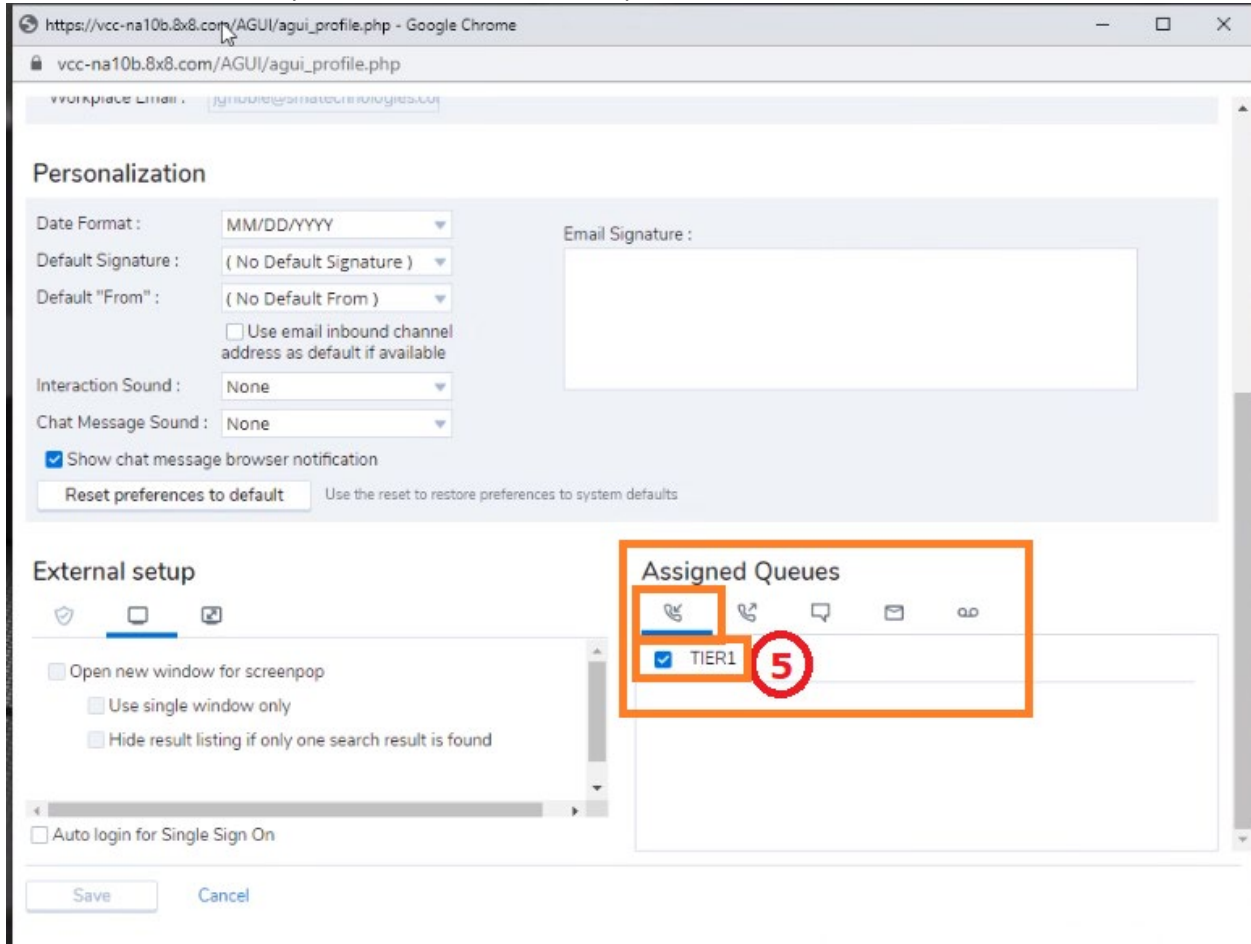 https://vcc-na10b.8x8.com/AGUI/agui_profile.php - Google Chrome
vcc-na10b.8x8.com/AGUI/agui_profile.php
Workplace Email :
Personalization
Date Format : MM/DD/YYYY
Email Signature :
Default Signature : ( No Default Signature )
Default "From" : ( No Default From )
Use email inbound channel
address as default if available
Interaction Sound : None
Chat Message Sound : None
Show chat message browser notification
Reset preferences to default Use the reset to restore preferences to system defaults
External setup
Assigned Queues
TIER1
5
Open new window for screenpop
Use single window only
Hide result listing if only one search result is found
Auto login for Single Sign On
Save Cancel